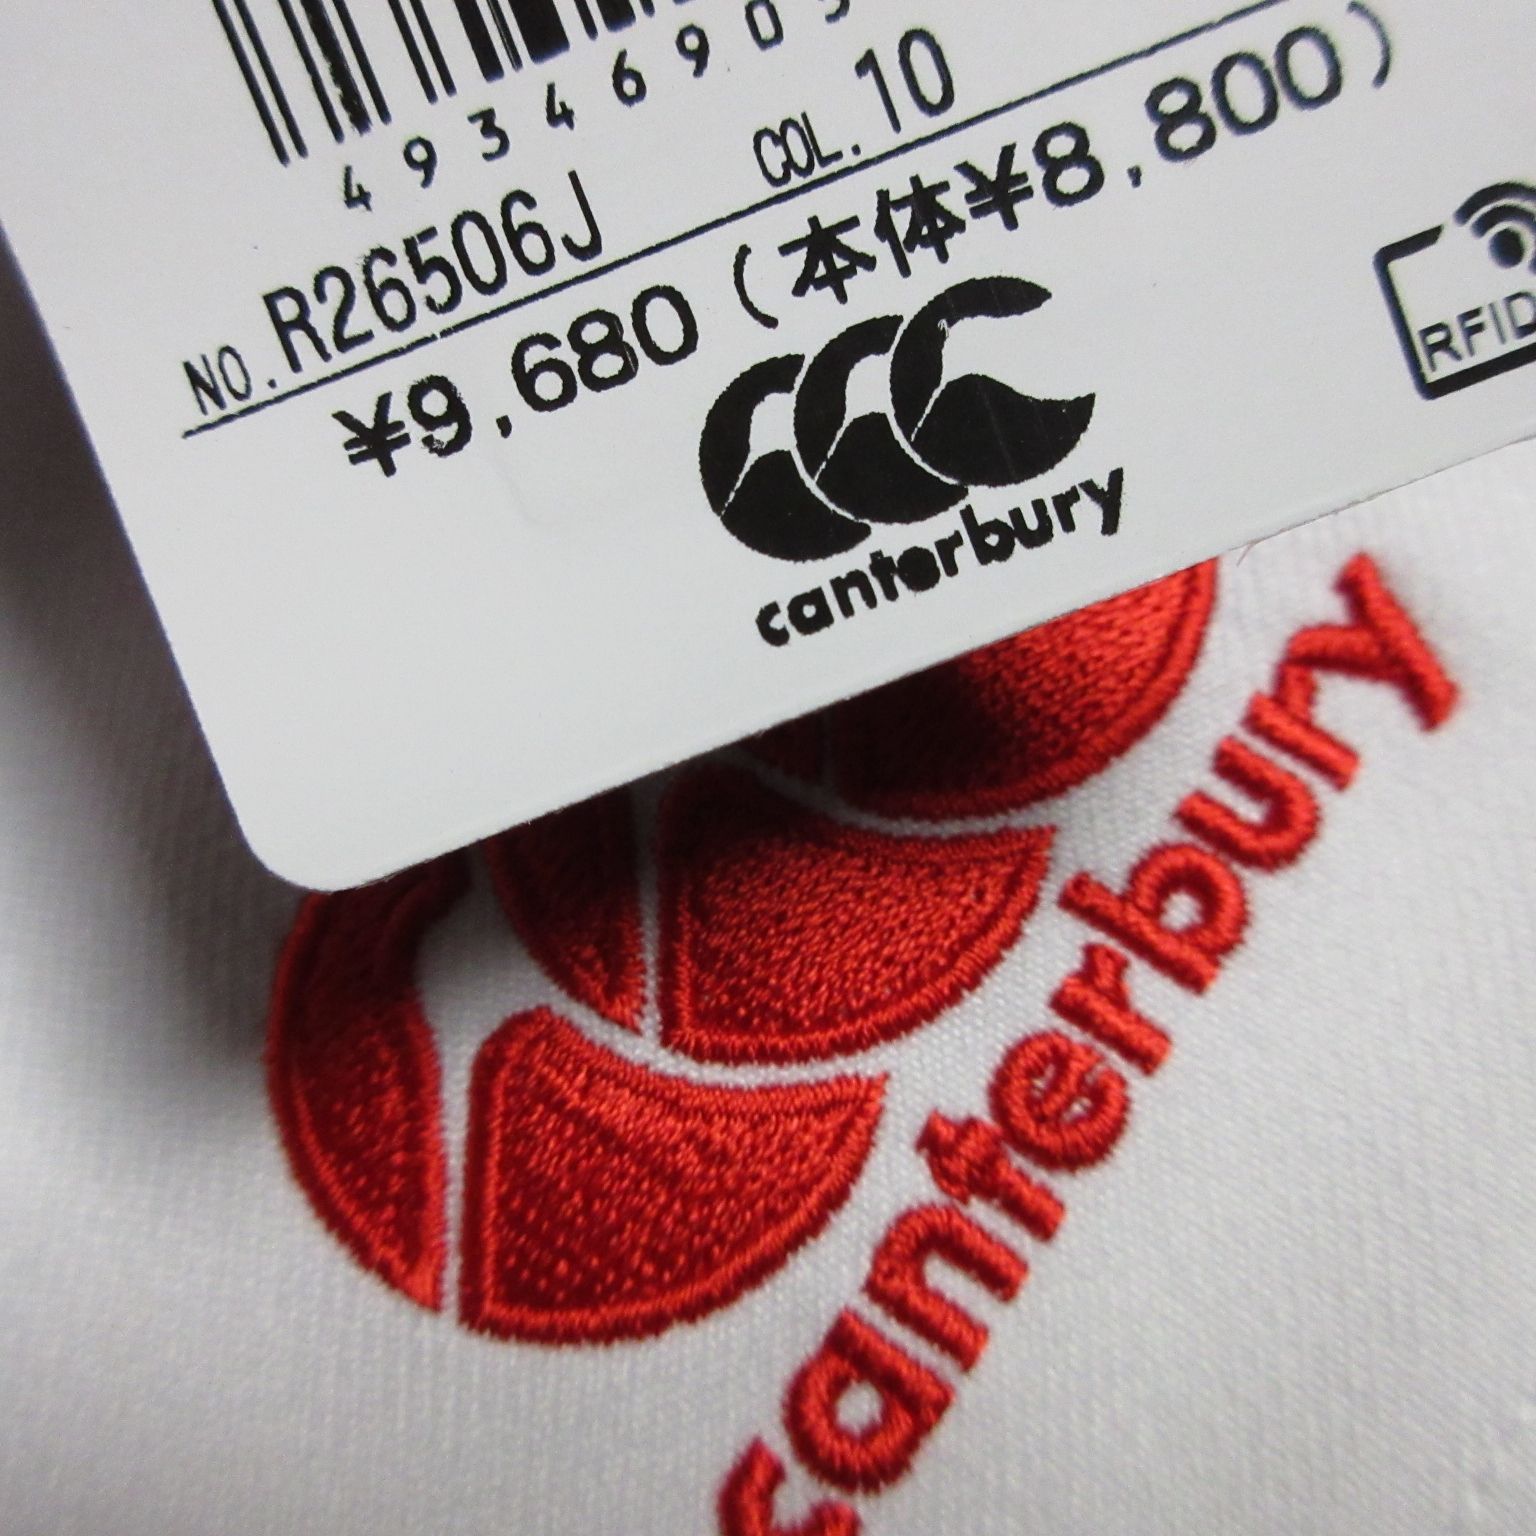 4934690
NO. R26506J COL. 10
¥9,680 (本体¥8,800)
RFID
canterbury
canterbury